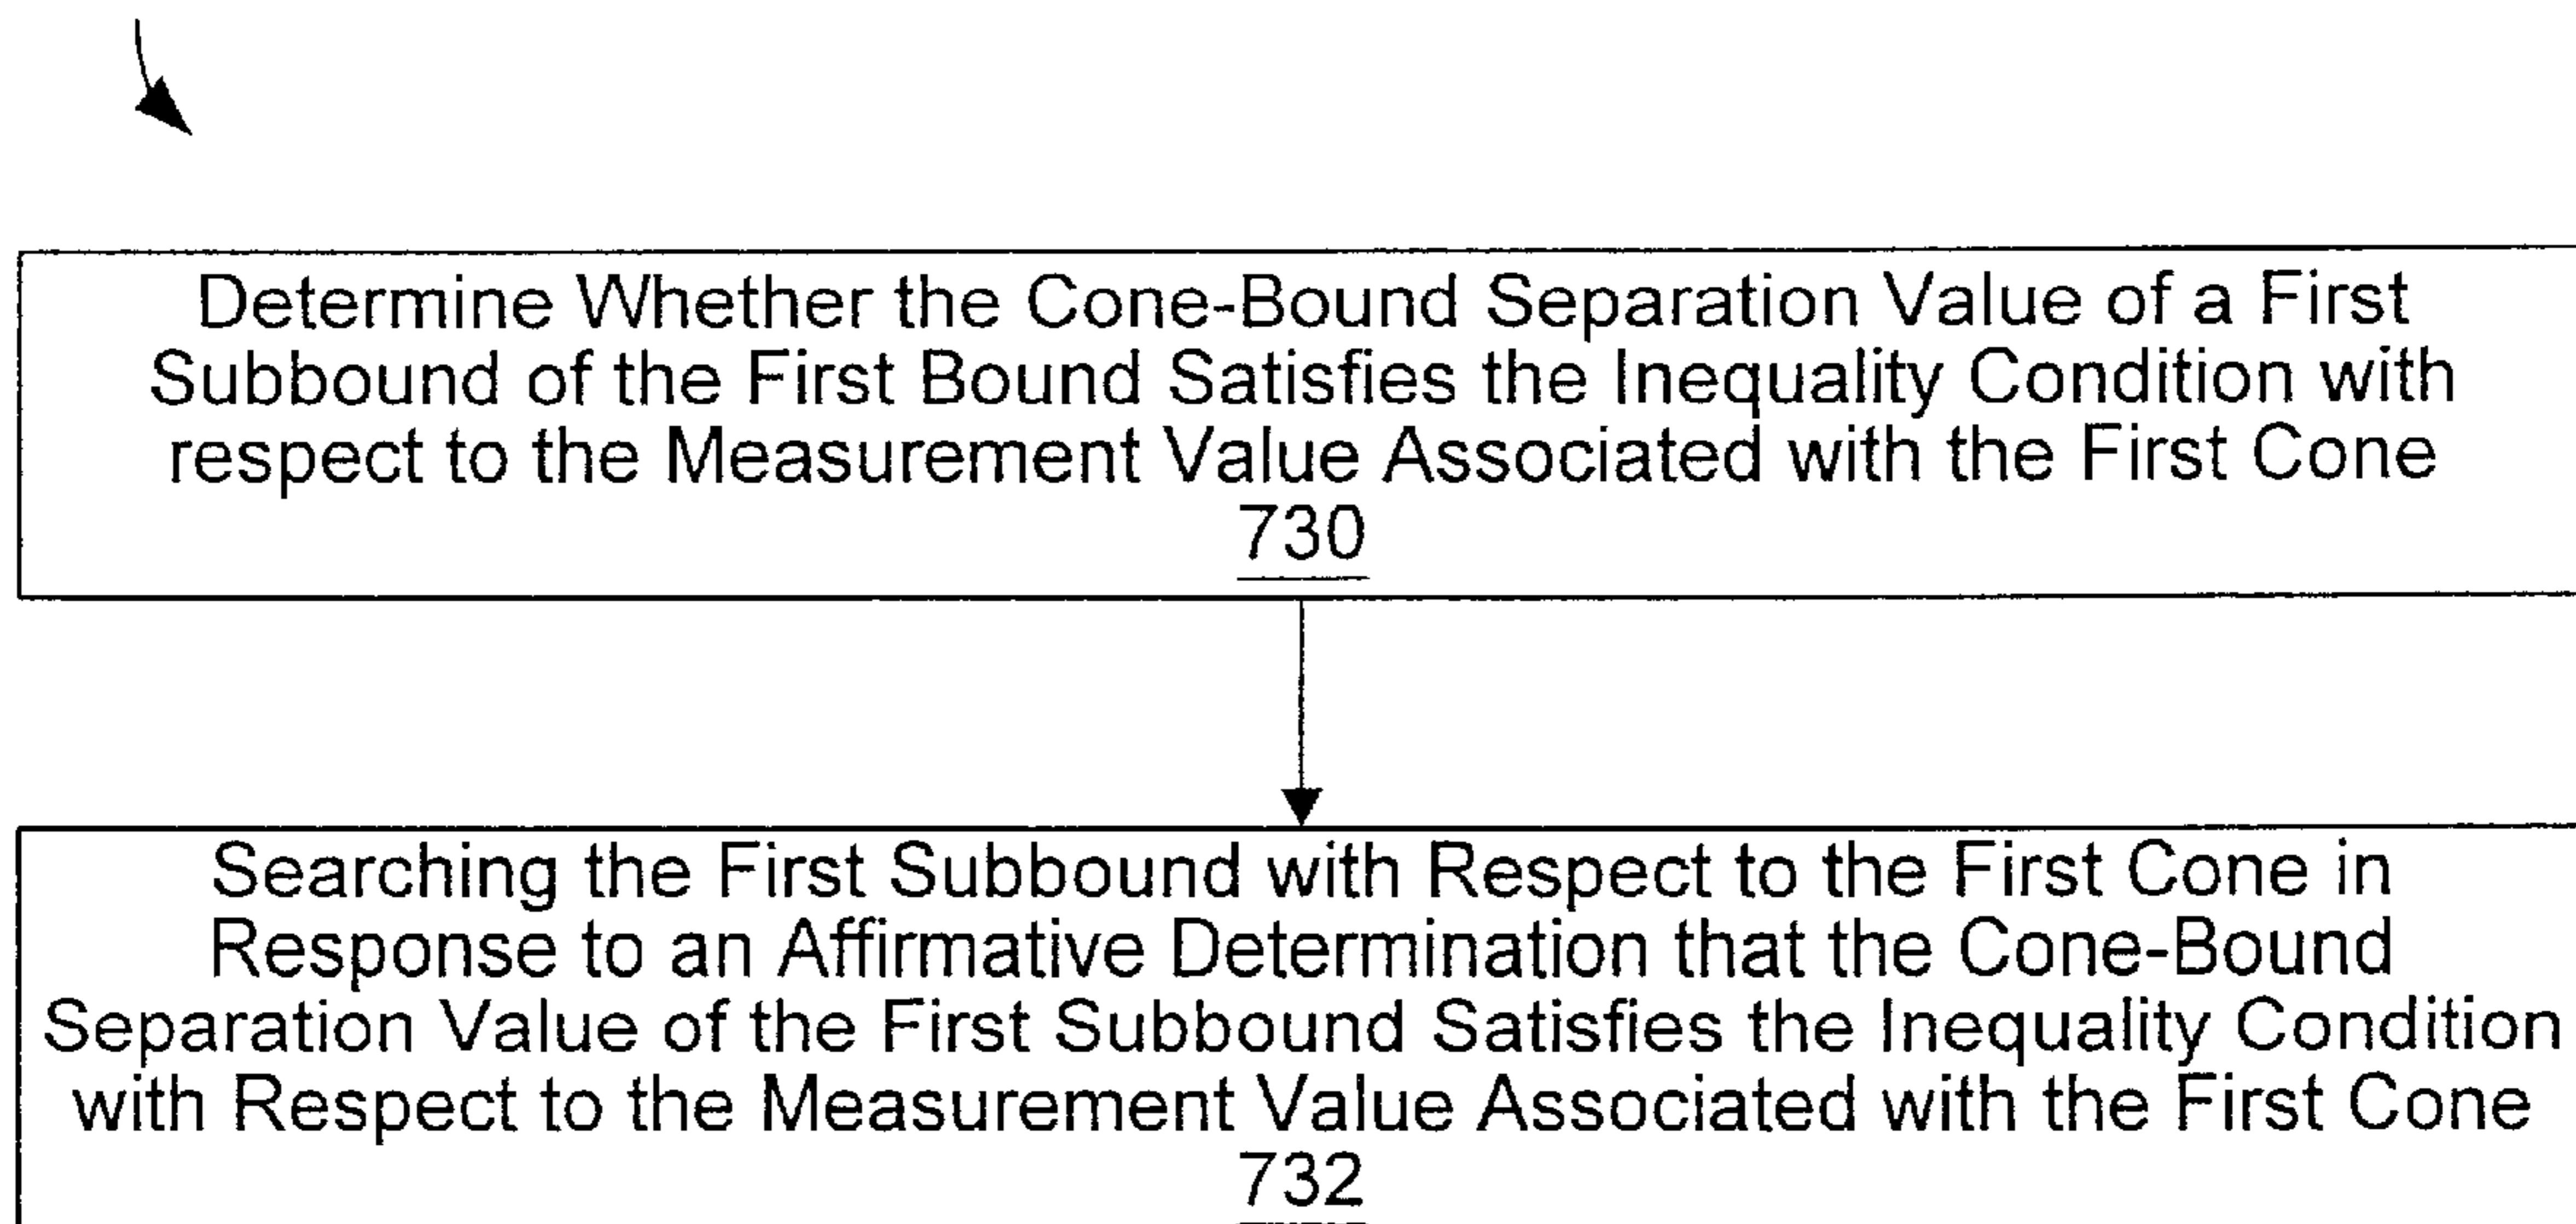 Determine Whether the Cone-Bound Separation Value of a First
Subbound of the First Bound Satisfies the Inequality Condition with
respect to the Measurement Value Associated with the First Cone
730
Searching the First Subbound with Respect to the First Cone in
Response to an Affirmative Determination that the Cone-Bound
Separation Value of the First Subbound Satisfies the Inequality Condition
with Respect to the Measurement Value Associated with the First Cone
732